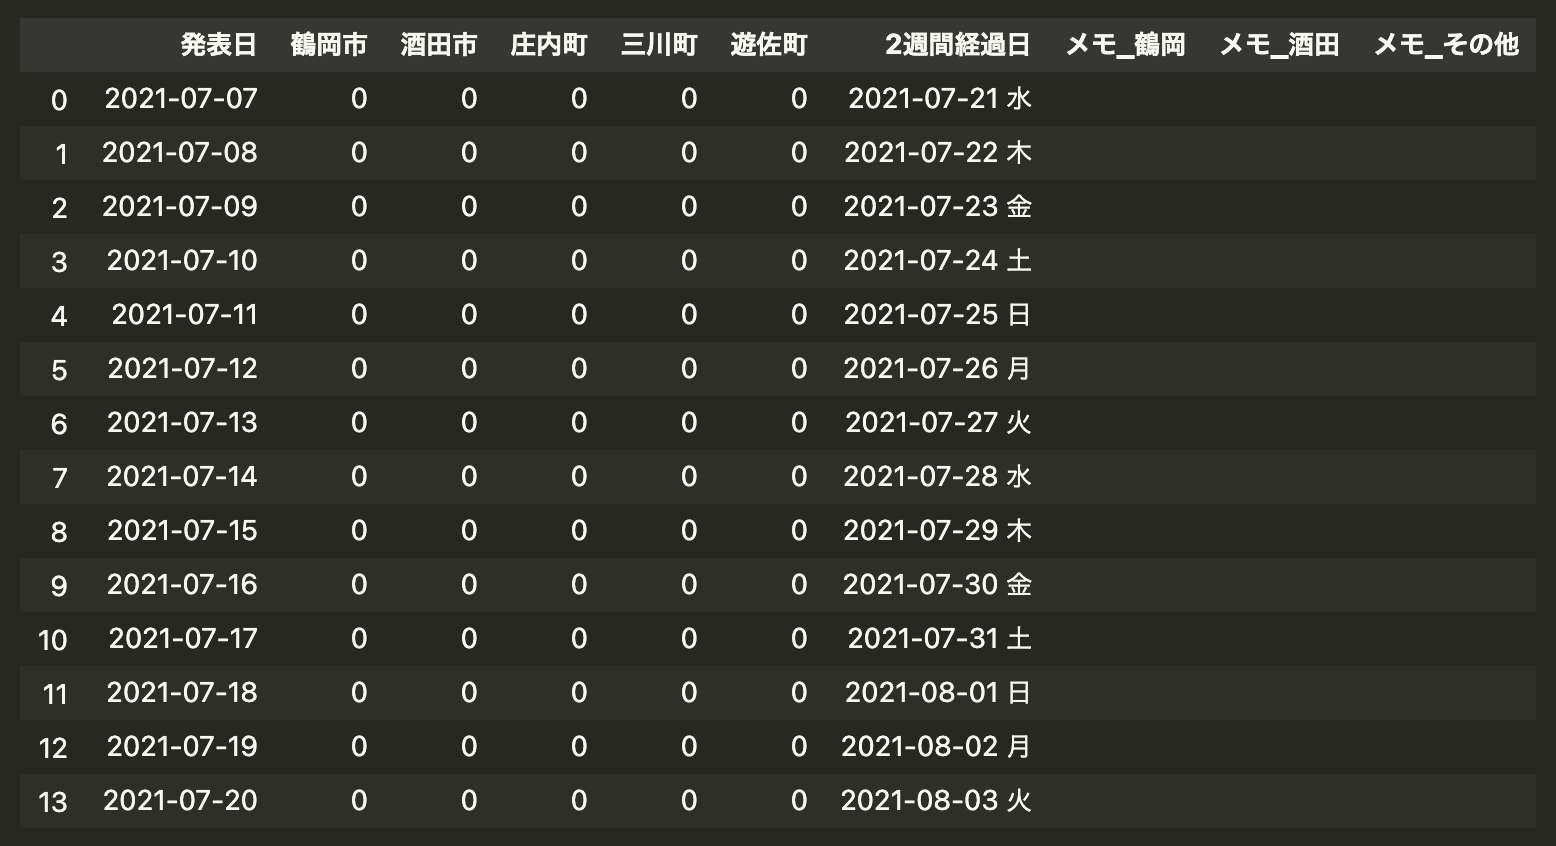 発表日 鶴岡市 酒田市 庄内町 三川町 遊佐町 2週間経過日 メモ_鶴岡 メモ_酒田 メモ_その他
0 2021-07-07 0 0 0 0 0 2021-07-21 水
1 2021-07-08 0 0 0 0 0 2021-07-22 木
2 2021-07-09 0 0 0 0 0 2021-07-23 金
3 2021-07-10 0 0 0 0 0 2021-07-24 土
4 2021-07-11 0 0 0 0 0 2021-07-25 日
5 2021-07-12 0 0 0 0 0 2021-07-26 月
6 2021-07-13 0 0 0 0 0 2021-07-27 火
7 2021-07-14 0 0 0 0 0 2021-07-28 水
8 2021-07-15 0 0 0 0 0 2021-07-29 木
9 2021-07-16 0 0 0 0 0 2021-07-30 金
10 2021-07-17 0 0 0 0 0 2021-07-31 土
11 2021-07-18 0 0 0 0 0 2021-08-01 日
12 2021-07-19 0 0 0 0 0 2021-08-02 月
13 2021-07-20 0 0 0 0 0 2021-08-03 火